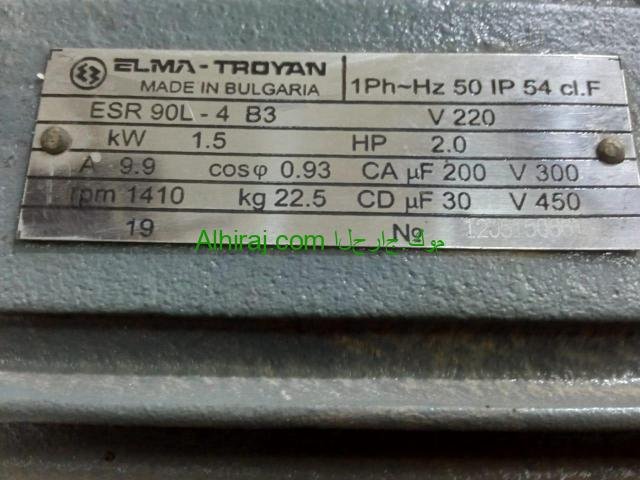 ELMA-TROYAN
MADE IN BULGARIA
1Ph~Hz 50 IP 54 cl.F
ESR 90L - 4 B3 V 220
kW 1.5 HP 2.0
A 9.9 cosφ 0.93 CA µF 200 V 300
rpm 1410 kg 22.5 CD µF 30 V 450
19 №
Alhiraj.com الحراج كوم